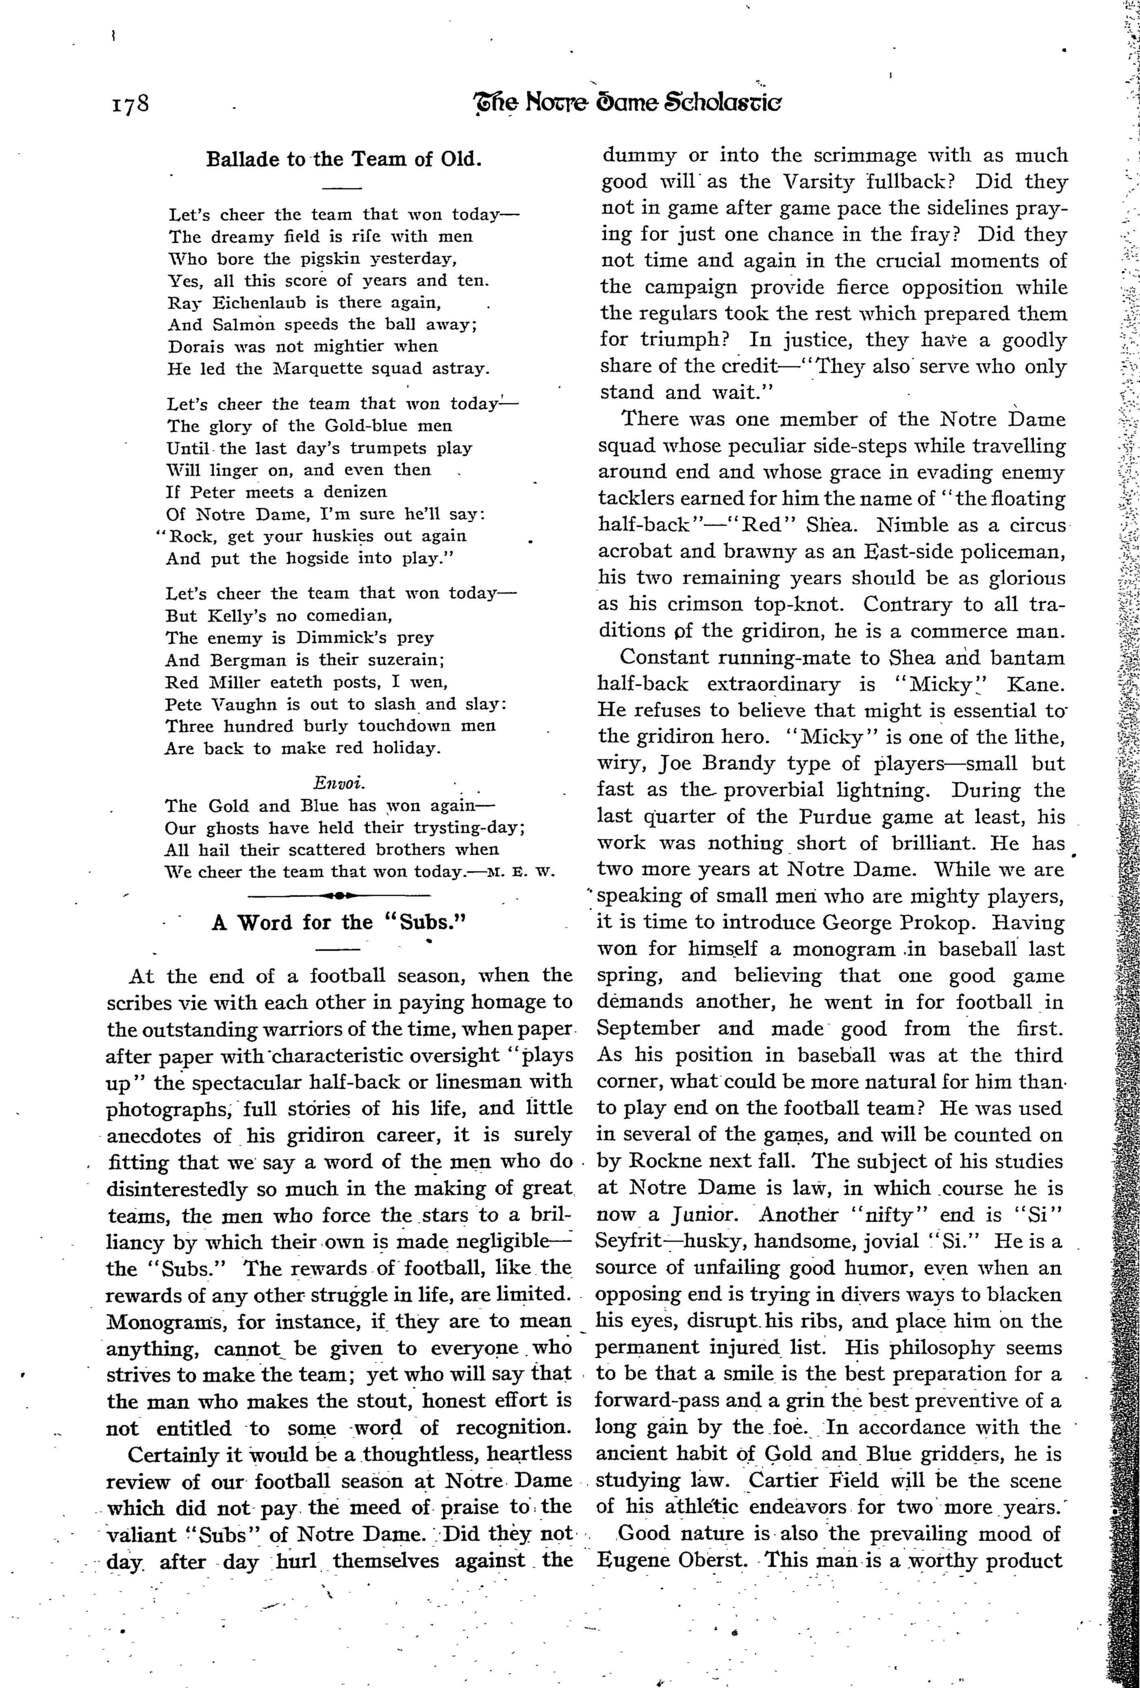 178
The Notre Dame Scholastic
Ballade to the Team of Old.
Let's cheer the team that won today—
The dreamy field is rife with men
Who bore the pigskin yesterday,
Yes, all this score of years and ten.
Ray Eichenlaub is there again,
And Salmon speeds the ball away;
Dorais was not mightier when
He led the Marquette squad astray.
Let's cheer the team that won today—
The glory of the Gold-blue men
Until the last day's trumpets play
Will linger on, and even then
If Peter meets a denizen
Of Notre Dame, I'm sure he'll say:
"Rock, get your huskies out again
And put the hogside into play."
Let's cheer the team that won today—
But Kelly's no comedian,
The enemy is Dimmick's prey
And Bergman is their suzerain;
Red Miller eateth posts, I wen,
Pete Vaughn is out to slash and slay:
Three hundred burly touchdown men
Are back to make red holiday.
Envoi.
The Gold and Blue has won again—
Our ghosts have held their trysting-day;
All hail their scattered brothers when
We cheer the team that won today.—M. E. W.
A Word for the "Subs."
At the end of a football season, when the
scribes vie with each other in paying homage to
the outstanding warriors of the time, when paper
after paper with characteristic oversight "plays
up" the spectacular half-back or linesman with
photographs, full stories of his life, and little
anecdotes of his gridiron career, it is surely
fitting that we say a word of the men who do
disinterestedly so much in the making of great
teams, the men who force the stars to a bril-
liancy by which their own is made negligible—
the "Subs." The rewards of football, like the
rewards of any other struggle in life, are limited.
Monograms, for instance, if they are to mean
anything, cannot be given to everyone who
strives to make the team; yet who will say that
the man who makes the stout, honest effort is
not entitled to some word of recognition.
Certainly it would be a thoughtless, heartless
review of our football season at Notre Dame
which did not pay the meed of praise to the
valiant "Subs" of Notre Dame. Did they not
day after day hurl themselves against the
dummy or into the scrimmage with as much
good will as the Varsity fullback? Did they
not in game after game pace the sidelines pray-
ing for just one chance in the fray? Did they
not time and again in the crucial moments of
the campaign provide fierce opposition while
the regulars took the rest which prepared them
for triumph? In justice, they have a goodly
share of the credit—"They also serve who only
stand and wait."
There was one member of the Notre Dame
squad whose peculiar side-steps while travelling
around end and whose grace in evading enemy
tacklers earned for him the name of "the floating
half-back"—"Red" Shea. Nimble as a circus
acrobat and brawny as an East-side policeman,
his two remaining years should be as glorious
as his crimson top-knot. Contrary to all tra-
ditions of the gridiron, he is a commerce man.
Constant running-mate to Shea and bantam
half-back extraordinary is "Micky" Kane.
He refuses to believe that might is essential to
the gridiron hero. "Micky" is one of the lithe,
wiry, Joe Brandy type of players—small but
fast as the proverbial lightning. During the
last quarter of the Purdue game at least, his
work was nothing short of brilliant. He has
two more years at Notre Dame. While we are
speaking of small men who are mighty players,
it is time to introduce George Prokop. Having
won for himself a monogram in baseball last
spring, and believing that one good game
demands another, he went in for football in
September and made good from the first.
As his position in baseball was at the third
corner, what could be more natural for him than
to play end on the football team? He was used
in several of the games, and will be counted on
by Rockne next fall. The subject of his studies
at Notre Dame is law, in which course he is
now a Junior. Another "nifty" end is "Si"
Seyfrit—husky, handsome, jovial "Si." He is a
source of unfailing good humor, even when an
opposing end is trying in divers ways to blacken
his eyes, disrupt his ribs, and place him on the
permanent injured list. His philosophy seems
to be that a smile is the best preparation for a
forward-pass and a grin the best preventive of a
long gain by the foe. In accordance with the
ancient habit of Gold and Blue gridders, he is
studying law. Cartier Field will be the scene
of his athletic endeavors for two more years.
Good nature is also the prevailing mood of
Eugene Oberst. This man is a worthy product